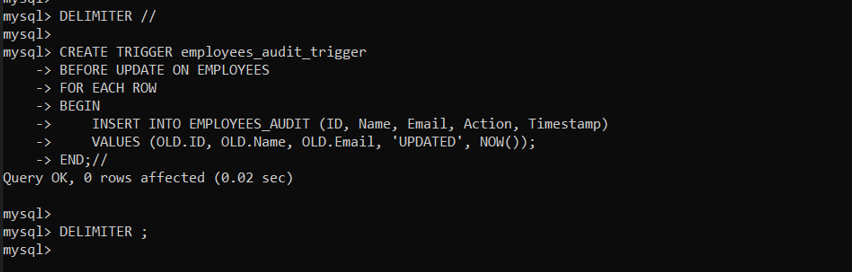 mysql>
mysql> DELIMITER //
mysql>
mysql> CREATE TRIGGER employees_audit_trigger
    -> BEFORE UPDATE ON EMPLOYEES
    -> FOR EACH ROW
    -> BEGIN
    ->     INSERT INTO EMPLOYEES_AUDIT (ID, Name, Email, Action, Timestamp)
    ->     VALUES (OLD.ID, OLD.Name, OLD.Email, 'UPDATED', NOW());
    -> END;//
Query OK, 0 rows affected (0.02 sec)
mysql>
mysql> DELIMITER ;
mysql>